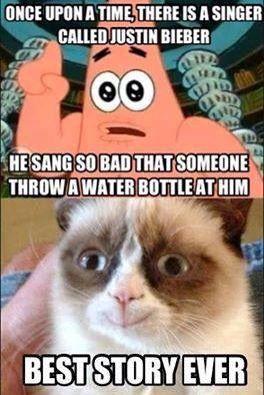 ONCE UPON A TIME, THERE IS A SINGER
CALLED JUSTIN BIEBER
HE SANG SO BAD THAT SOMEONE
THROW A WATER BOTTLE AT HIM
BEST STORY EVER